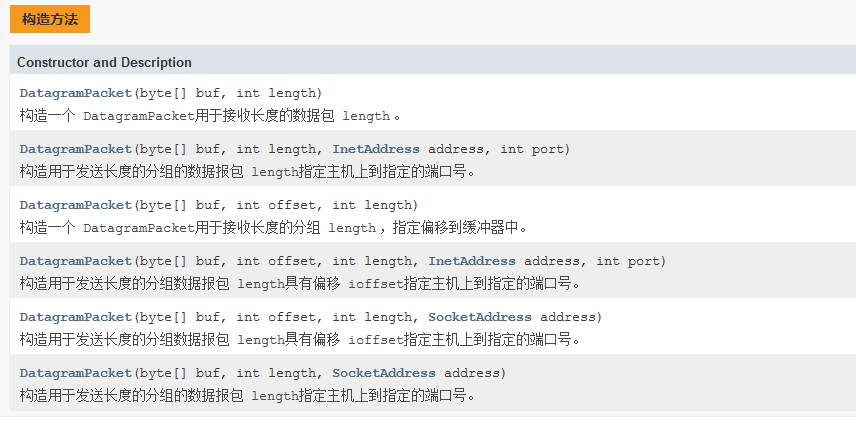 构造方法
Constructor and Description
DatagramPacket(byte[] buf, int length)
构造一个 DatagramPacket用于接收长度的数据包 length 。
DatagramPacket(byte[] buf, int length, InetAddress address, int port)
构造用于发送长度的分组的数据报包 length指定主机上到指定的端口号。
DatagramPacket(byte[] buf, int offset, int length)
构造一个 DatagramPacket用于接收长度的分组 length ，指定偏移到缓冲器中。
DatagramPacket(byte[] buf, int offset, int length, InetAddress address, int port)
构造用于发送长度的分组数据报包 length具有偏移 ioffset指定主机上到指定的端口号。
DatagramPacket(byte[] buf, int offset, int length, SocketAddress address)
构造用于发送长度的分组数据报包 length具有偏移 ioffset指定主机上到指定的端口号。
DatagramPacket(byte[] buf, int length, SocketAddress address)
构造用于发送长度的分组的数据报包 length指定主机上到指定的端口号。